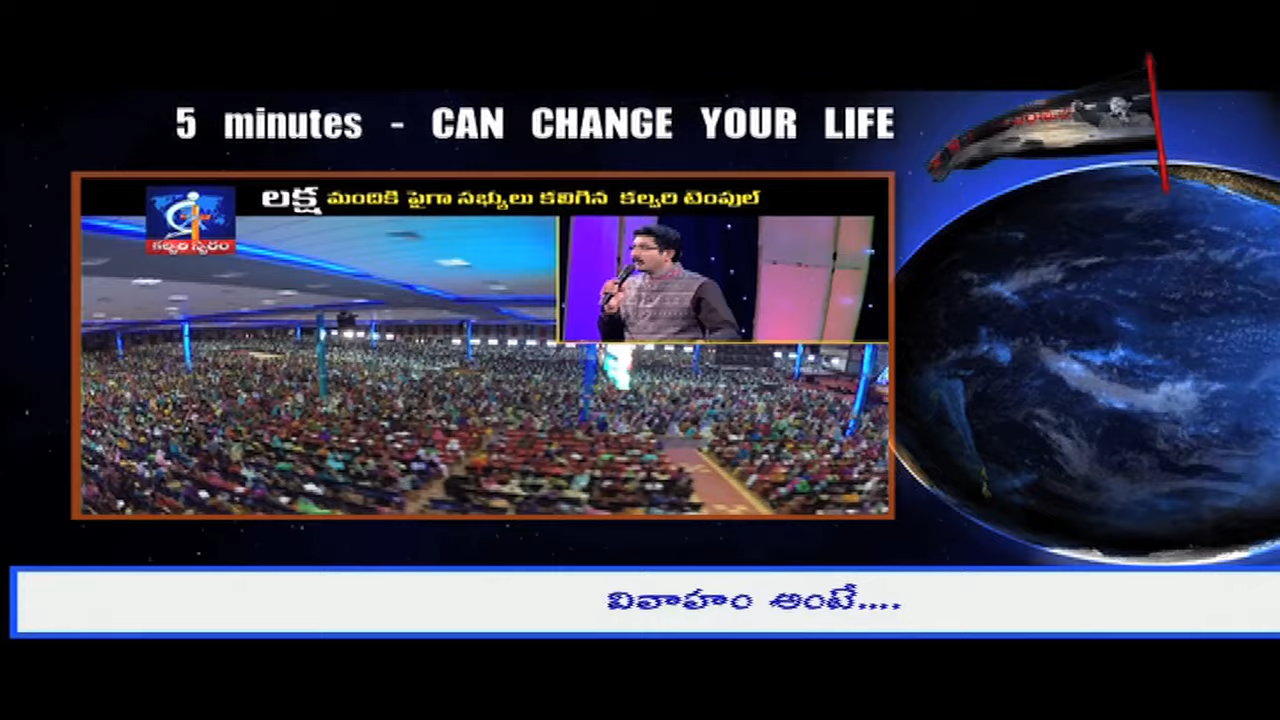 5 minutes - CAN CHANGE YOUR LIFE
లక్ష మందికి పైగా సభ్యులు కలిగిన కల్వరి టెంపుల్
కల్వరి స్వరం
వివాహం అంటే....